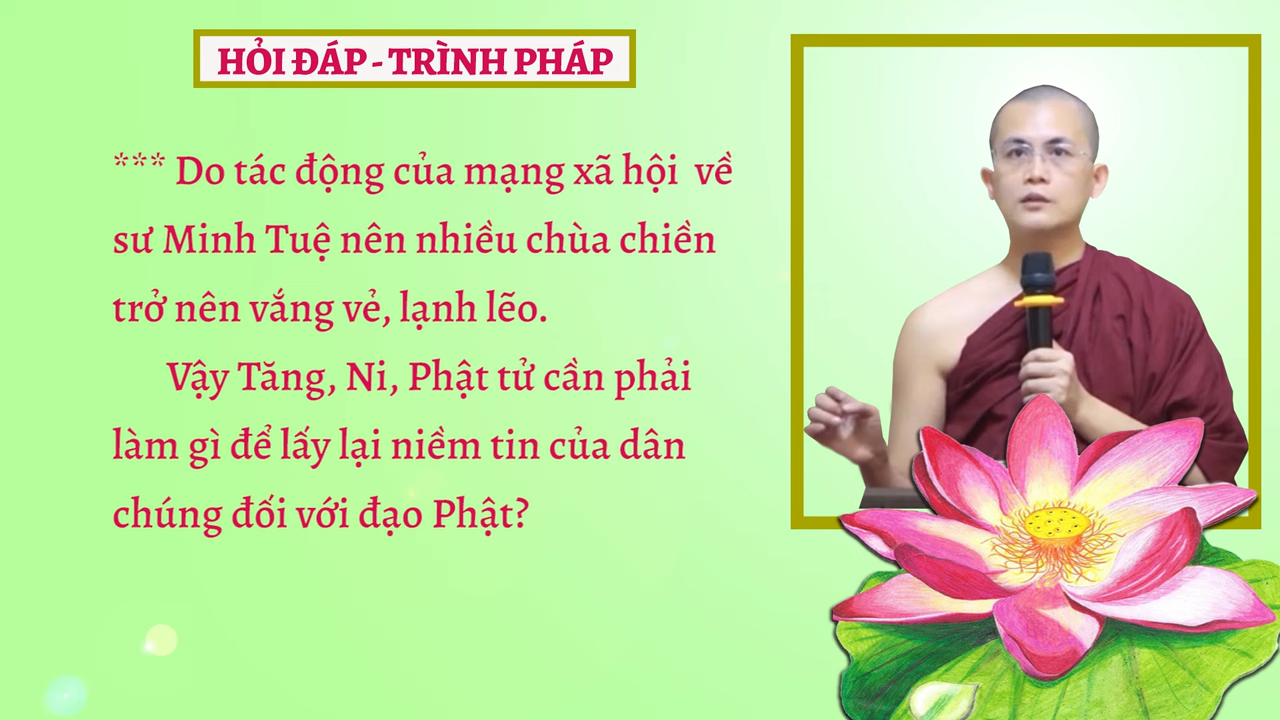 HỎI ĐÁP - TRÌNH PHÁP
*** Do tác động của mạng xã hội về
sư Minh Tuệ nên nhiều chùa chiền
trở nên vắng vẻ, lạnh lẽo.
Vậy Tăng, Ni, Phật tử cần phải
làm gì để lấy lại niềm tin của dân
chúng đối với đạo Phật?